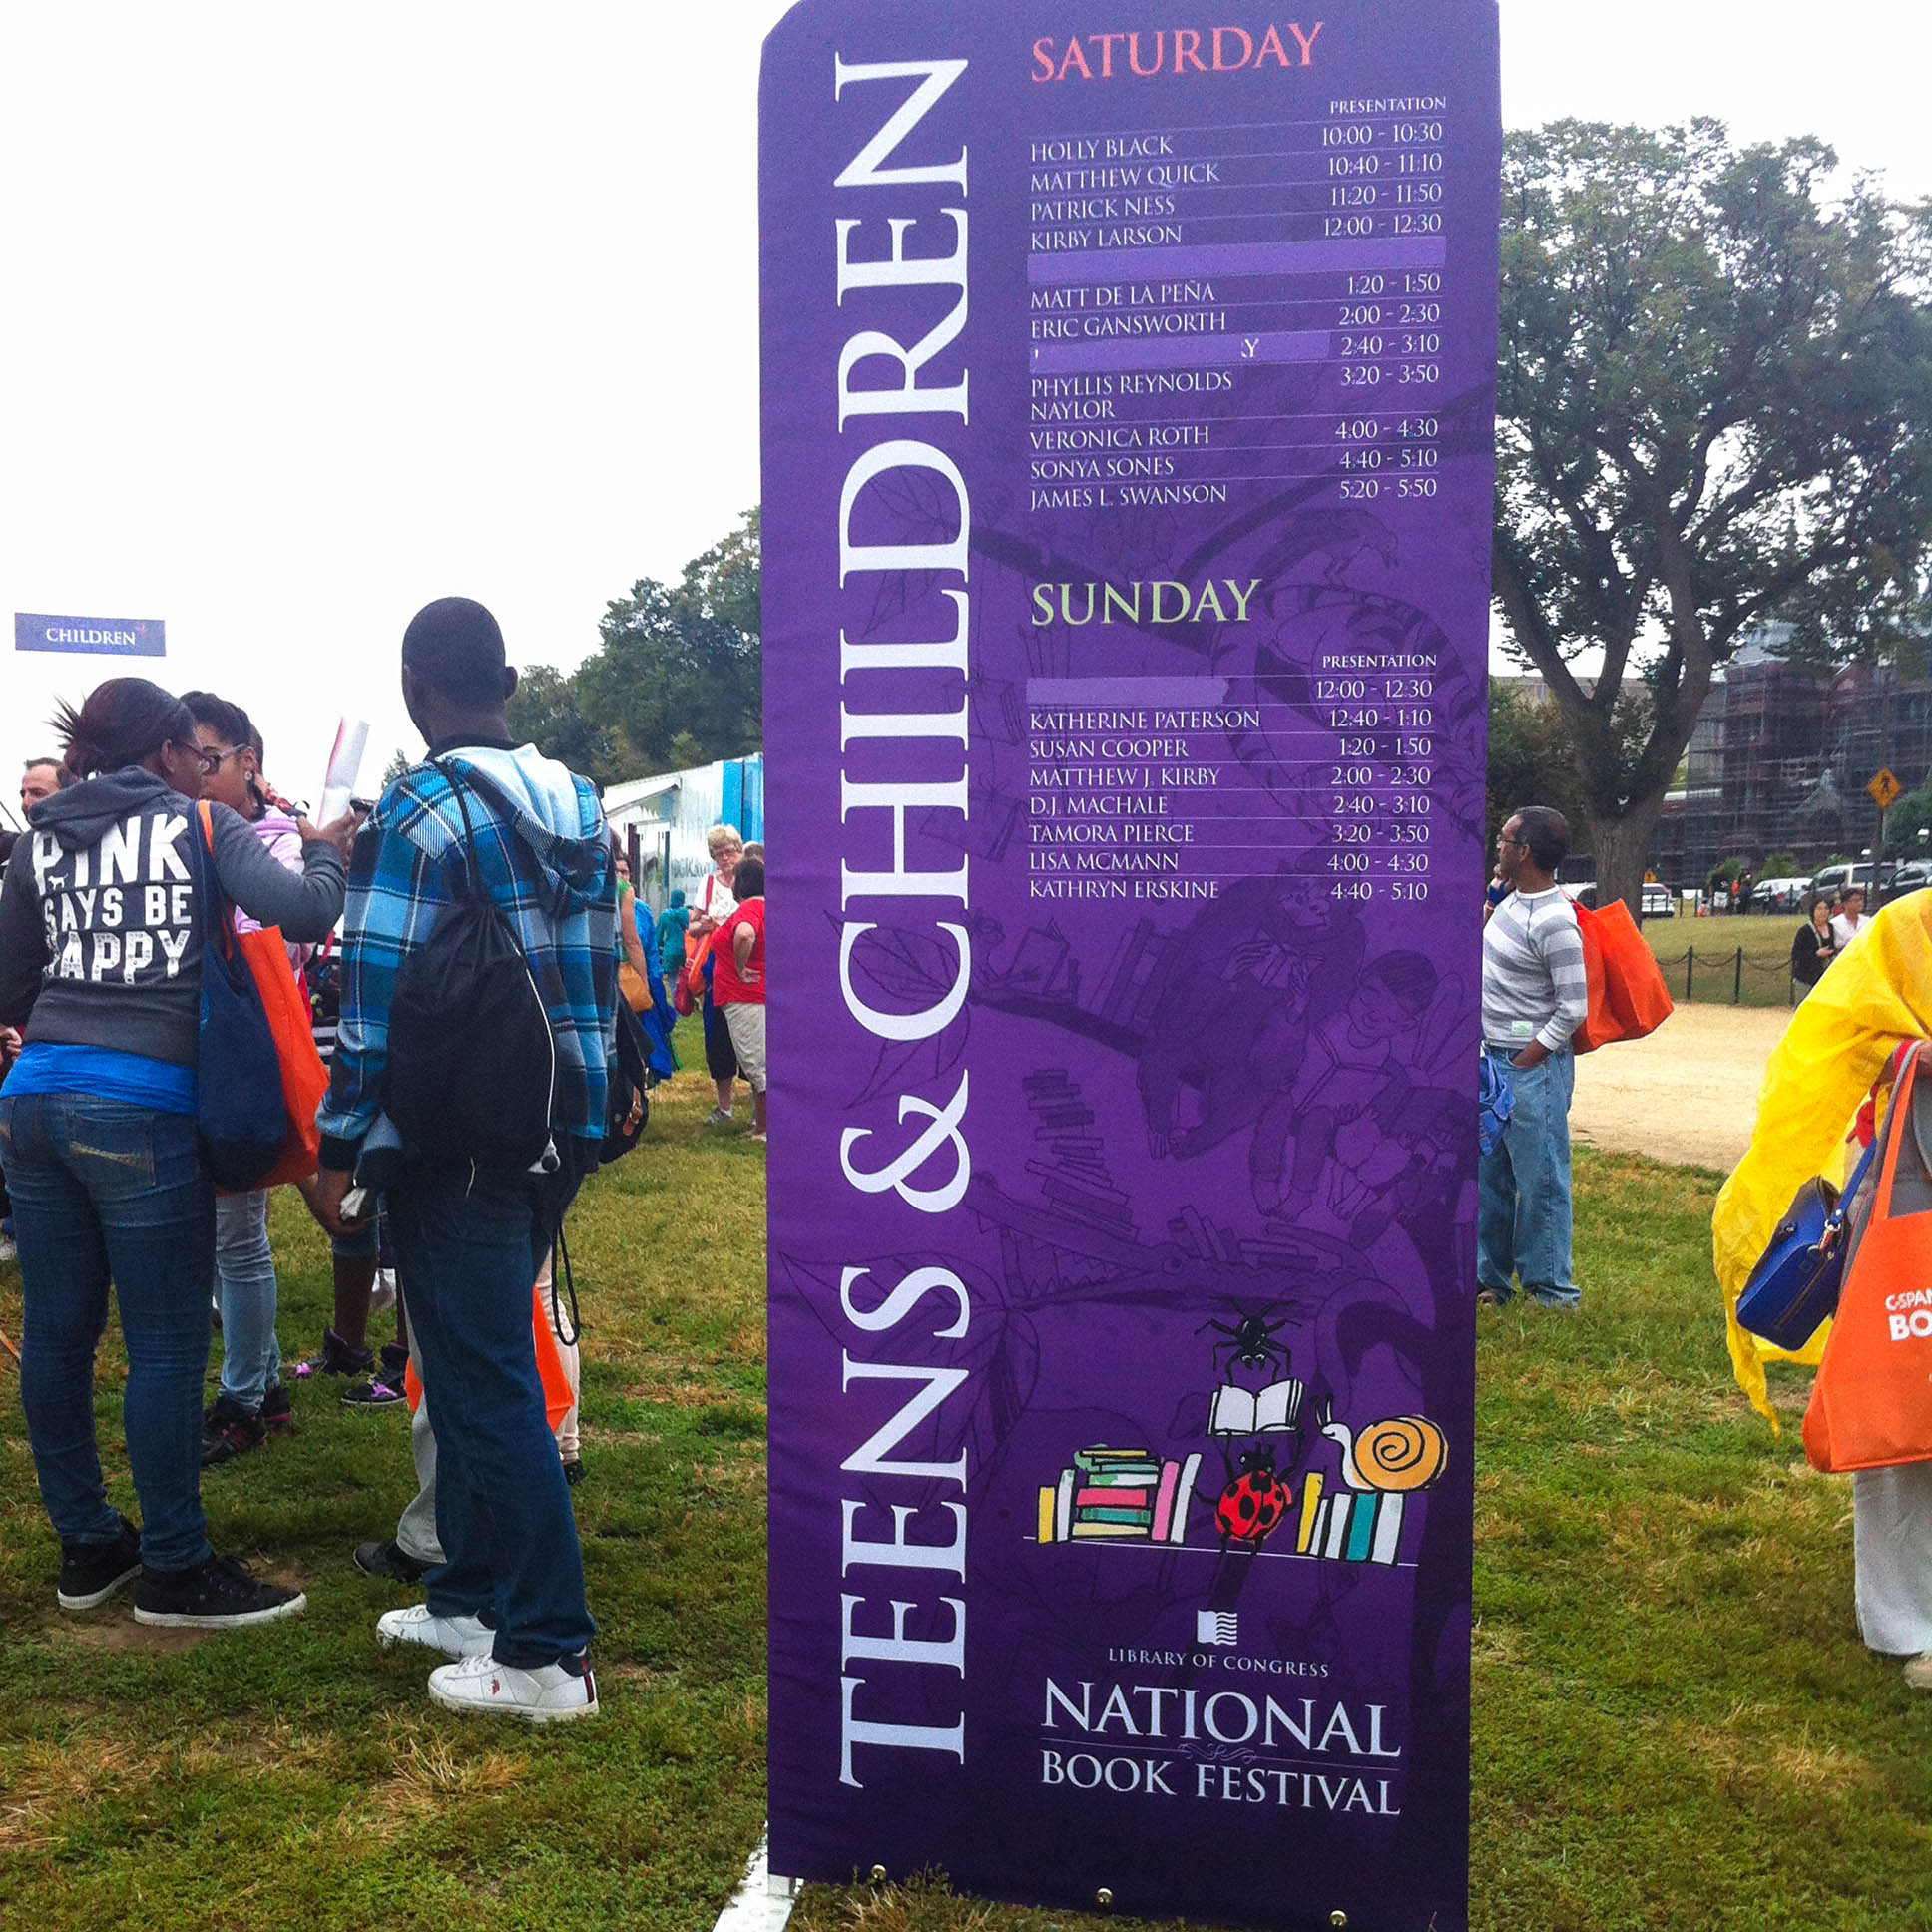 TEENS & CHILDREN
SATURDAY
PRESENTATION
HOLLY BLACK 10:00 - 10:30
MATTHEW QUICK 10:40 - 11:10
PATRICK NESS 11:20 - 11:50
KIRBY LARSON 12:00 - 12:30
MATT DE LA PEÑA 1:20 - 1:50
ERIC GANSWORTH 2:00 - 2:30
Y 2:40 - 3:10
PHYLLIS REYNOLDS 3:20 - 3:50
NAYLOR
VERONICA ROTH 4:00 - 4:30
SONYA SONES 4:40 - 5:10
JAMES L. SWANSON 5:20 - 5:50
SUNDAY
PRESENTATION
12:00 - 12:30
KATHERINE PATERSON 12:40 - 1:10
SUSAN COOPER 1:20 - 1:50
MATTHEW J. KIRBY 2:00 - 2:30
D.J. MACHALE 2:40 - 3:10
TAMORA PIERCE 3:20 - 3:50
LISA MCMANN 4:00 - 4:30
KATHRYN ERSKINE 4:40 - 5:10
LIBRARY OF CONGRESS
NATIONAL
BOOK FESTIVAL
CHILDREN
PINK
SAYS BE
HAPPY
C-SPAN
BO